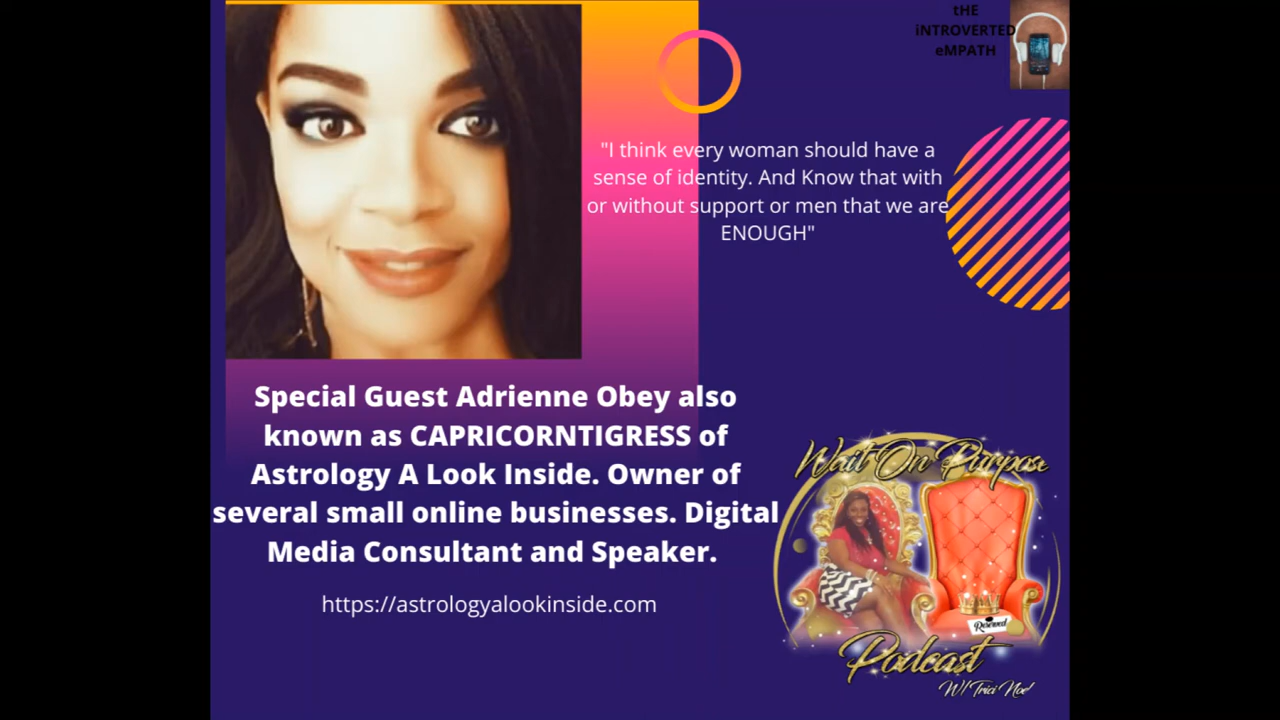 tHE
iNTROVERTED
eMPATH
"I think every woman should have a
sense of identity. And Know that with
or without support or men that we are
ENOUGH"
Special Guest Adrienne Obey also
known as CAPRICORNTIGRESS of
Astrology A Look Inside. Owner of
several small online businesses. Digital
Media Consultant and Speaker.
https://astrologyalookinside.com
Wait On Purpose
Reserved
Podcast
W/ Trici Noel